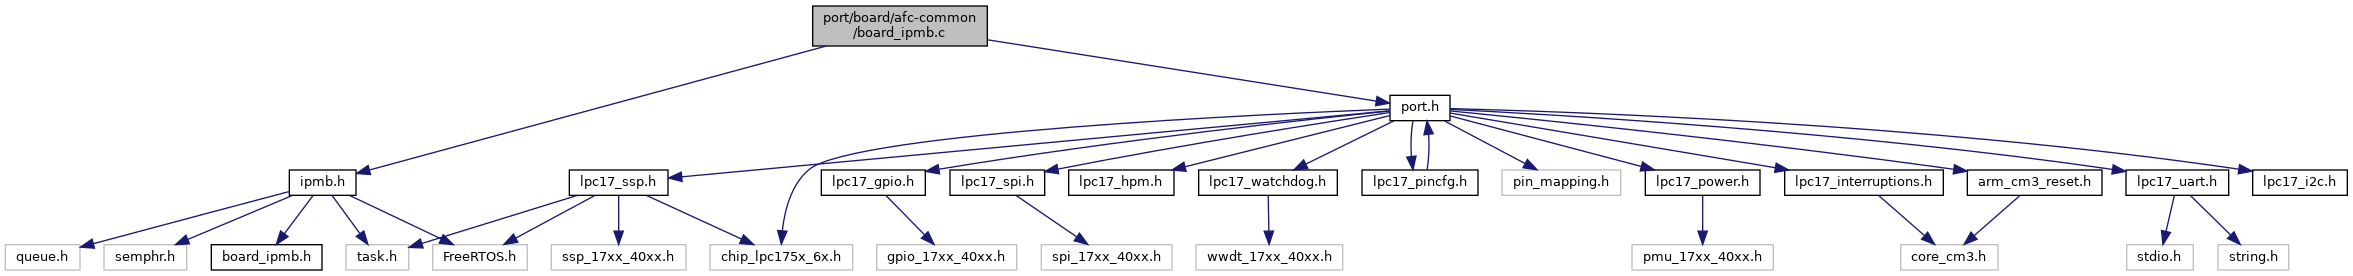 port/board/afc-common
/board_ipmb.c
port.h
ipmb.h
lpc17_ssp.h
lpc17_gpio.h
lpc17_spi.h
lpc17_hpm.h
lpc17_watchdog.h
lpc17_pincfg.h
pin_mapping.h
lpc17_power.h
lpc17_interruptions.h
arm_cm3_reset.h
lpc17_uart.h
lpc17_i2c.h
queue.h
semphr.h
board_ipmb.h
task.h
FreeRTOS.h
ssp_17xx_40xx.h
chip_lpc175x_6x.h
gpio_17xx_40xx.h
spi_17xx_40xx.h
wwdt_17xx_40xx.h
pmu_17xx_40xx.h
core_cm3.h
stdio.h
string.h